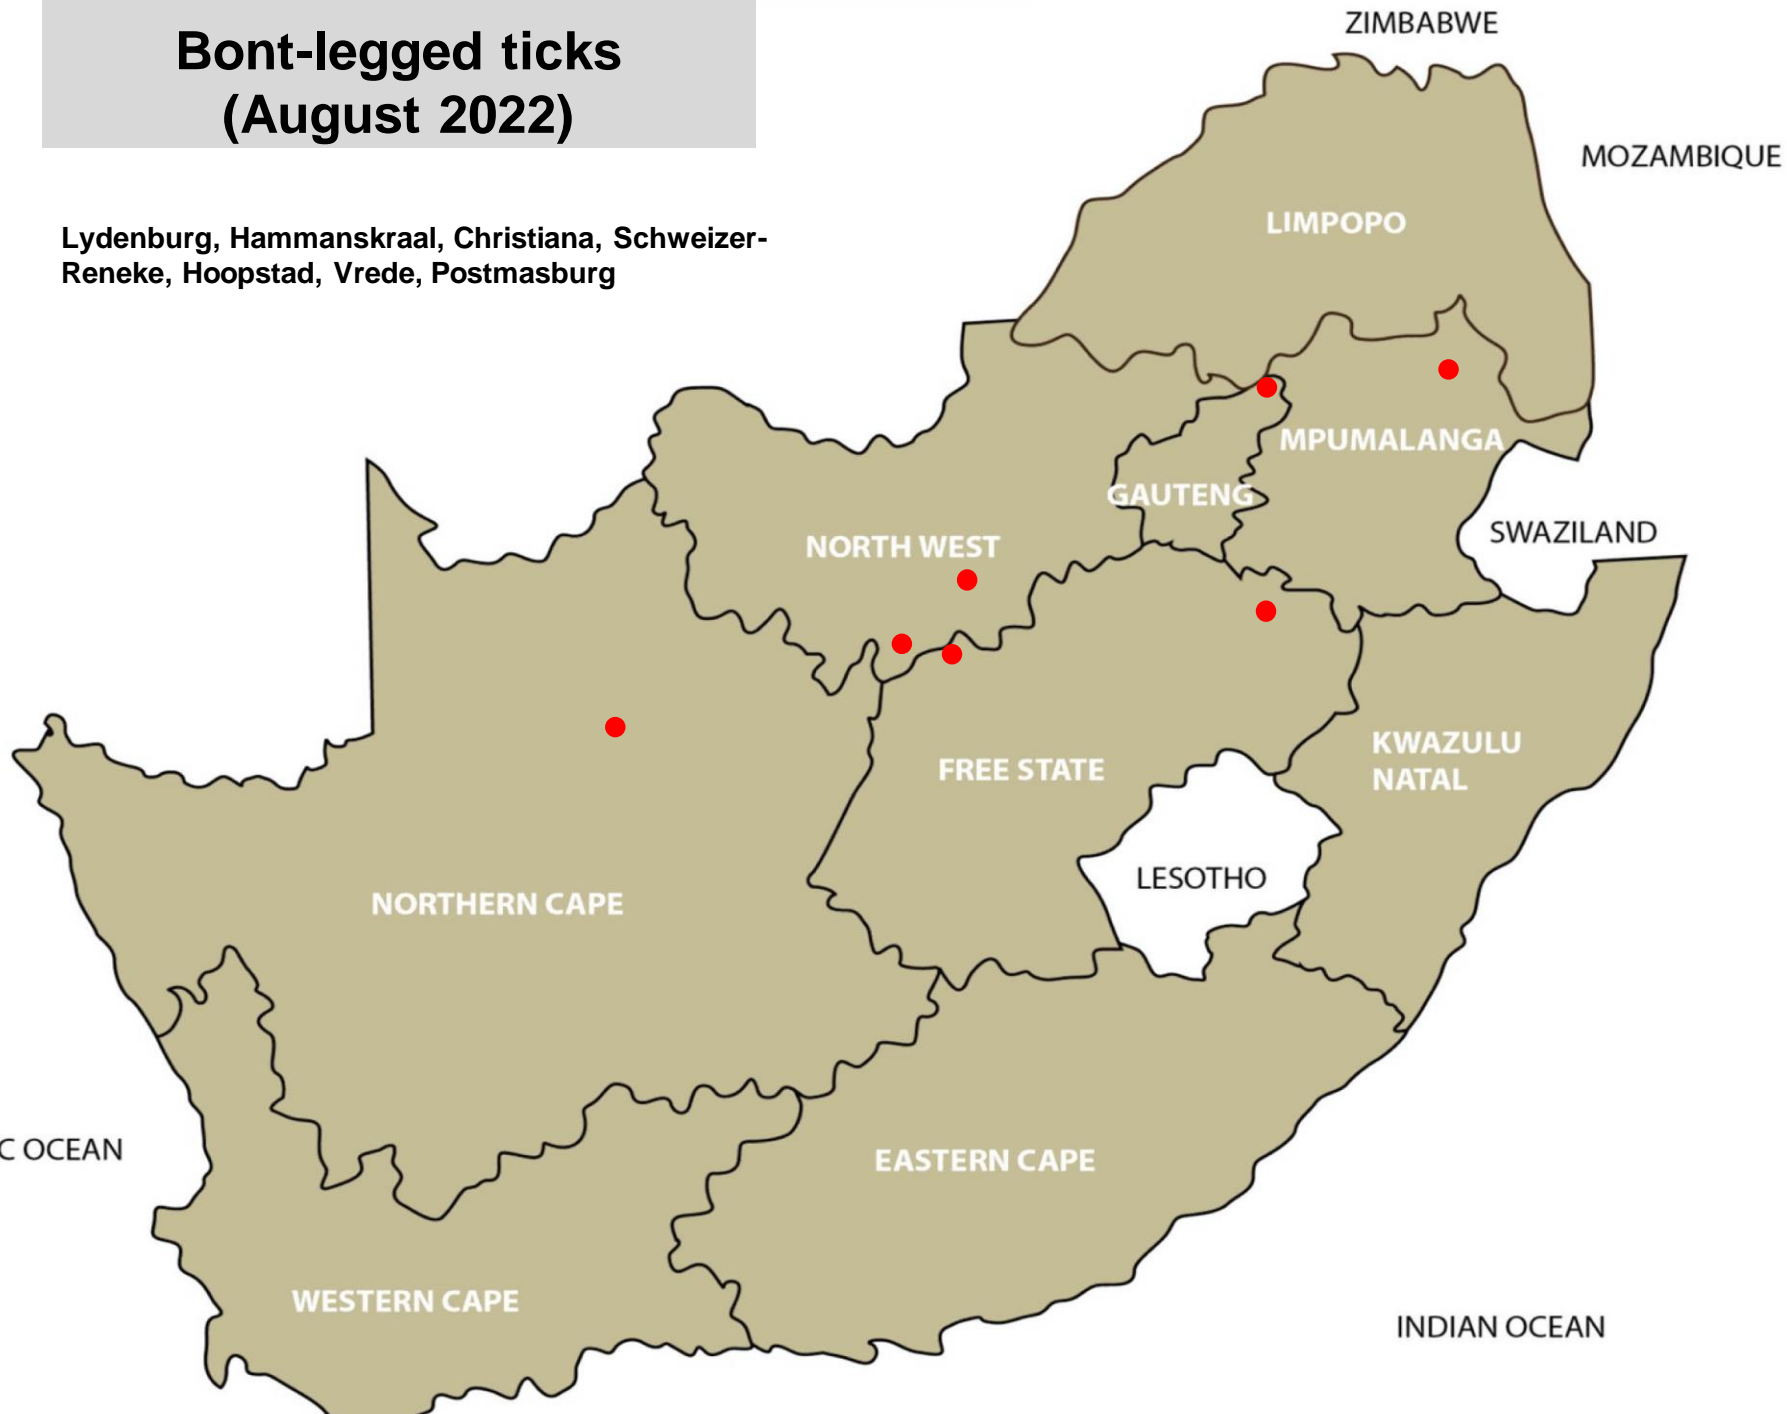 Bont-legged ticks
(August 2022)
Lydenburg, Hammanskraal, Christiana, Schweizer-
Reneke, Hoopstad, Vrede, Postmasburg
ZIMBABWE
MOZAMBIQUE
LIMPOPO
MPUMALANGA
GAUTENG
SWAZILAND
NORTH WEST
KWAZULU
NATAL
FREE STATE
LESOTHO
NORTHERN CAPE
C OCEAN
EASTERN CAPE
WESTERN CAPE
INDIAN OCEAN